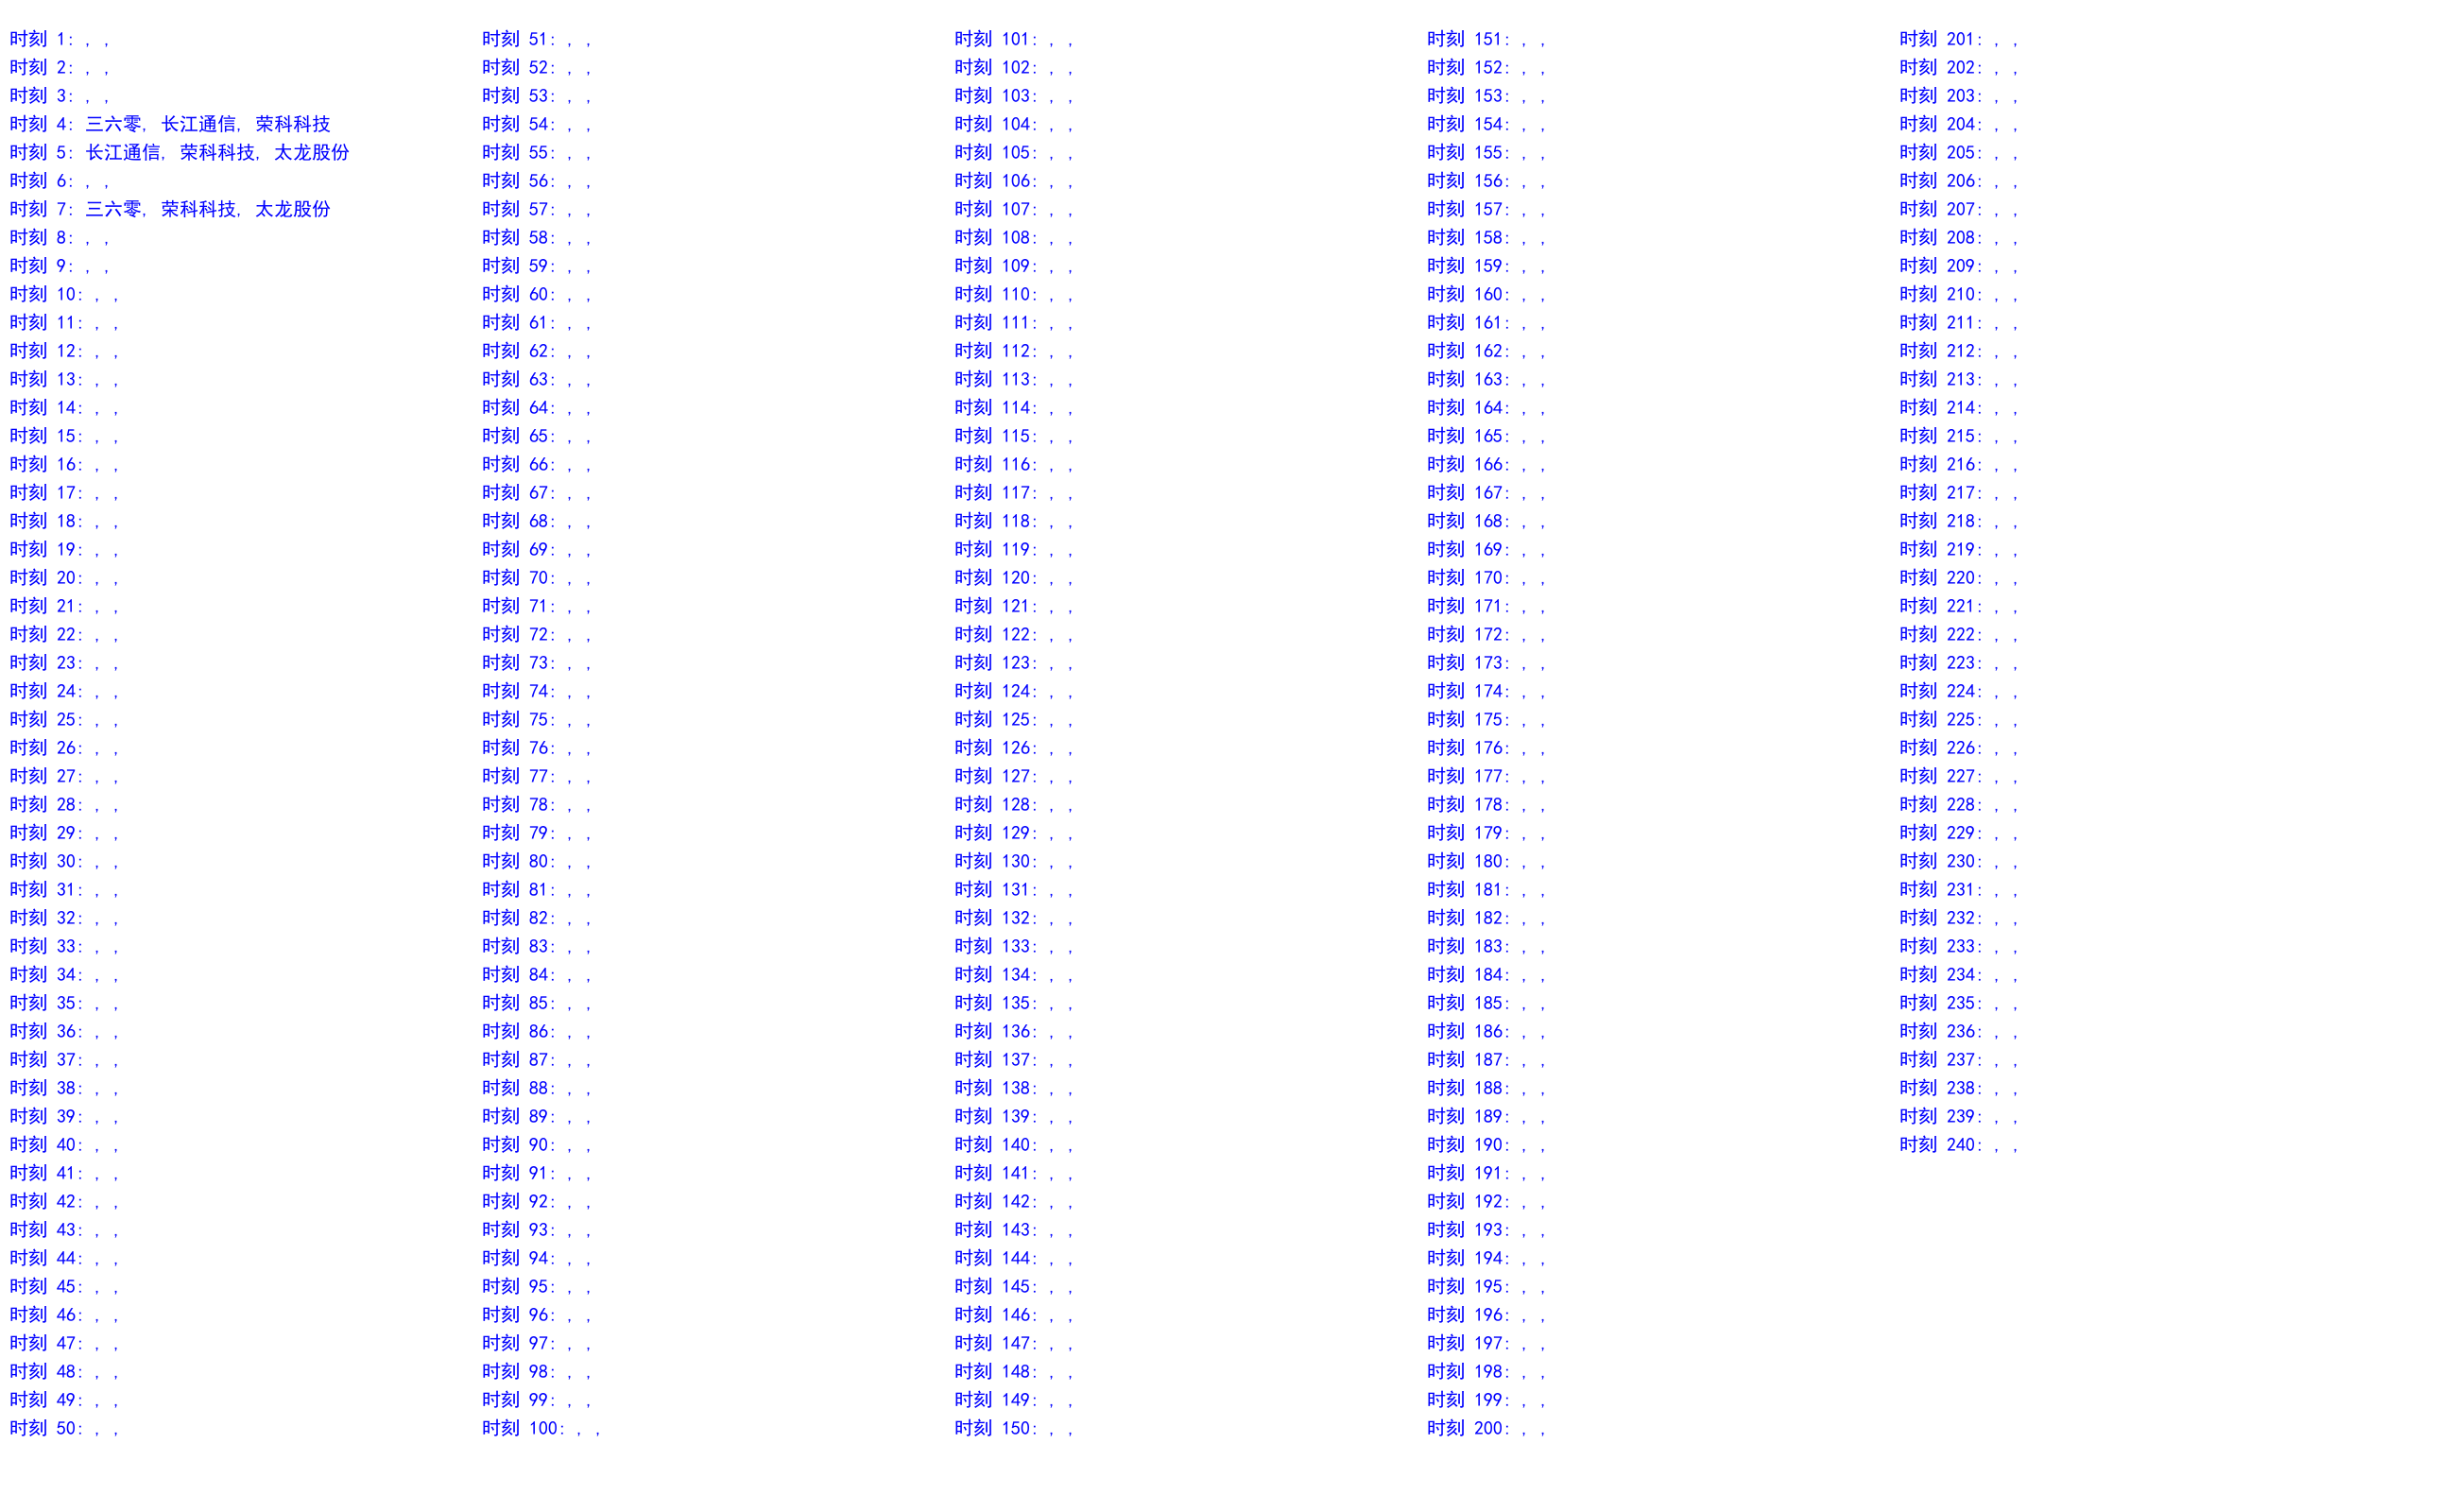 时刻 1: , ,
时刻 2: , ,
时刻 3: , ,
时刻 4: 三六零, 长江通信, 荣科科技
时刻 5: 长江通信, 荣科科技, 太龙股份
时刻 6: , ,
时刻 7: 三六零, 荣科科技, 太龙股份
时刻 8: , ,
时刻 9: , ,
时刻 10: , ,
时刻 11: , ,
时刻 12: , ,
时刻 13: , ,
时刻 14: , ,
时刻 15: , ,
时刻 16: , ,
时刻 17: , ,
时刻 18: , ,
时刻 19: , ,
时刻 20: , ,
时刻 21: , ,
时刻 22: , ,
时刻 23: , ,
时刻 24: , ,
时刻 25: , ,
时刻 26: , ,
时刻 27: , ,
时刻 28: , ,
时刻 29: , ,
时刻 30: , ,
时刻 31: , ,
时刻 32: , ,
时刻 33: , ,
时刻 34: , ,
时刻 35: , ,
时刻 36: , ,
时刻 37: , ,
时刻 38: , ,
时刻 39: , ,
时刻 40: , ,
时刻 41: , ,
时刻 42: , ,
时刻 43: , ,
时刻 44: , ,
时刻 45: , ,
时刻 46: , ,
时刻 47: , ,
时刻 48: , ,
时刻 49: , ,
时刻 50: , ,
时刻 51: , ,
时刻 52: , ,
时刻 53: , ,
时刻 54: , ,
时刻 55: , ,
时刻 56: , ,
时刻 57: , ,
时刻 58: , ,
时刻 59: , ,
时刻 60: , ,
时刻 61: , ,
时刻 62: , ,
时刻 63: , ,
时刻 64: , ,
时刻 65: , ,
时刻 66: , ,
时刻 67: , ,
时刻 68: , ,
时刻 69: , ,
时刻 70: , ,
时刻 71: , ,
时刻 72: , ,
时刻 73: , ,
时刻 74: , ,
时刻 75: , ,
时刻 76: , ,
时刻 77: , ,
时刻 78: , ,
时刻 79: , ,
时刻 80: , ,
时刻 81: , ,
时刻 82: , ,
时刻 83: , ,
时刻 84: , ,
时刻 85: , ,
时刻 86: , ,
时刻 87: , ,
时刻 88: , ,
时刻 89: , ,
时刻 90: , ,
时刻 91: , ,
时刻 92: , ,
时刻 93: , ,
时刻 94: , ,
时刻 95: , ,
时刻 96: , ,
时刻 97: , ,
时刻 98: , ,
时刻 99: , ,
时刻 100: , ,
时刻 101: , ,
时刻 102: , ,
时刻 103: , ,
时刻 104: , ,
时刻 105: , ,
时刻 106: , ,
时刻 107: , ,
时刻 108: , ,
时刻 109: , ,
时刻 110: , ,
时刻 111: , ,
时刻 112: , ,
时刻 113: , ,
时刻 114: , ,
时刻 115: , ,
时刻 116: , ,
时刻 117: , ,
时刻 118: , ,
时刻 119: , ,
时刻 120: , ,
时刻 121: , ,
时刻 122: , ,
时刻 123: , ,
时刻 124: , ,
时刻 125: , ,
时刻 126: , ,
时刻 127: , ,
时刻 128: , ,
时刻 129: , ,
时刻 130: , ,
时刻 131: , ,
时刻 132: , ,
时刻 133: , ,
时刻 134: , ,
时刻 135: , ,
时刻 136: , ,
时刻 137: , ,
时刻 138: , ,
时刻 139: , ,
时刻 140: , ,
时刻 141: , ,
时刻 142: , ,
时刻 143: , ,
时刻 144: , ,
时刻 145: , ,
时刻 146: , ,
时刻 147: , ,
时刻 148: , ,
时刻 149: , ,
时刻 150: , ,
时刻 151: , ,
时刻 152: , ,
时刻 153: , ,
时刻 154: , ,
时刻 155: , ,
时刻 156: , ,
时刻 157: , ,
时刻 158: , ,
时刻 159: , ,
时刻 160: , ,
时刻 161: , ,
时刻 162: , ,
时刻 163: , ,
时刻 164: , ,
时刻 165: , ,
时刻 166: , ,
时刻 167: , ,
时刻 168: , ,
时刻 169: , ,
时刻 170: , ,
时刻 171: , ,
时刻 172: , ,
时刻 173: , ,
时刻 174: , ,
时刻 175: , ,
时刻 176: , ,
时刻 177: , ,
时刻 178: , ,
时刻 179: , ,
时刻 180: , ,
时刻 181: , ,
时刻 182: , ,
时刻 183: , ,
时刻 184: , ,
时刻 185: , ,
时刻 186: , ,
时刻 187: , ,
时刻 188: , ,
时刻 189: , ,
时刻 190: , ,
时刻 191: , ,
时刻 192: , ,
时刻 193: , ,
时刻 194: , ,
时刻 195: , ,
时刻 196: , ,
时刻 197: , ,
时刻 198: , ,
时刻 199: , ,
时刻 200: , ,
时刻 201: , ,
时刻 202: , ,
时刻 203: , ,
时刻 204: , ,
时刻 205: , ,
时刻 206: , ,
时刻 207: , ,
时刻 208: , ,
时刻 209: , ,
时刻 210: , ,
时刻 211: , ,
时刻 212: , ,
时刻 213: , ,
时刻 214: , ,
时刻 215: , ,
时刻 216: , ,
时刻 217: , ,
时刻 218: , ,
时刻 219: , ,
时刻 220: , ,
时刻 221: , ,
时刻 222: , ,
时刻 223: , ,
时刻 224: , ,
时刻 225: , ,
时刻 226: , ,
时刻 227: , ,
时刻 228: , ,
时刻 229: , ,
时刻 230: , ,
时刻 231: , ,
时刻 232: , ,
时刻 233: , ,
时刻 234: , ,
时刻 235: , ,
时刻 236: , ,
时刻 237: , ,
时刻 238: , ,
时刻 239: , ,
时刻 240: , ,